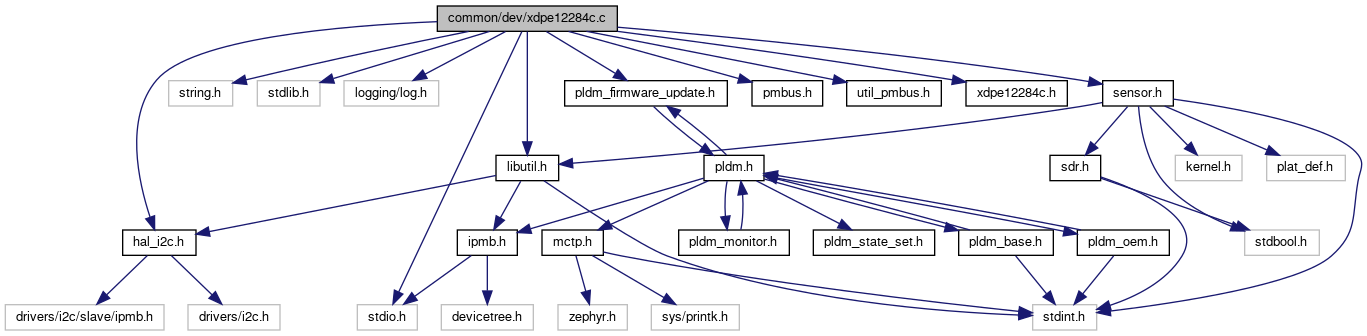 common/dev/xdpe12284c.c
string.h
stdlib.h
logging/log.h
pldm_firmware_update.h
pmbus.h
util_pmbus.h
xdpe12284c.h
sensor.h
libutil.h
pldm.h
sdr.h
kernel.h
plat_def.h
hal_i2c.h
ipmb.h
mctp.h
pldm_monitor.h
pldm_state_set.h
pldm_base.h
pldm_oem.h
stdbool.h
drivers/i2c/slave/ipmb.h
drivers/i2c.h
stdio.h
devicetree.h
zephyr.h
sys/printk.h
stdint.h